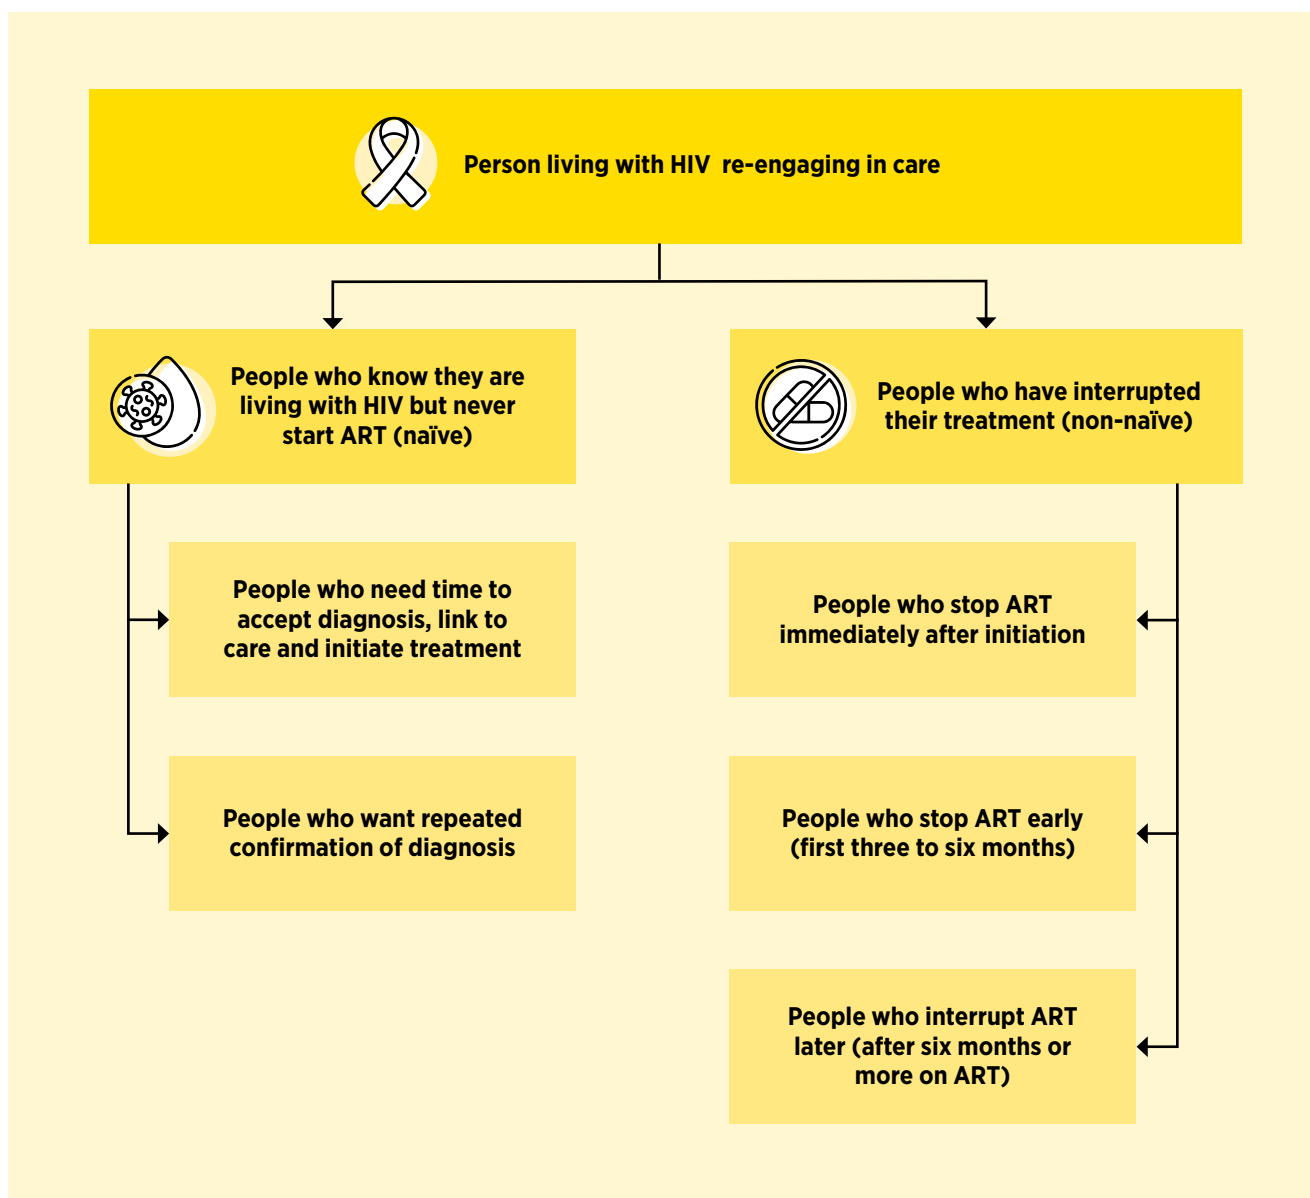 Person living with HIV re-engaging in care
People who know they are
living with HIV but never
start ART (naïve)
People who have interrupted
their treatment (non-naïve)
People who need time to
accept diagnosis, link to
care and initiate treatment
People who want repeated
confirmation of diagnosis
People who stop ART
immediately after initiation
People who stop ART early
(first three to six months)
People who interrupt ART
later (after six months or
more on ART)